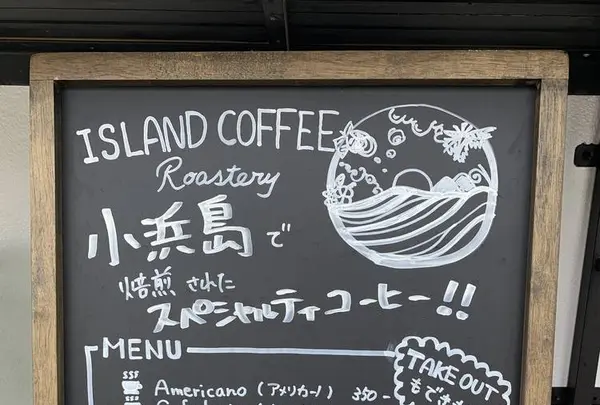 ISLAND COFFEE
Roastery
小浜島で
焙煎された
スペシャルティコーヒー!!
MENU
Americano (アメリカーノ) 350-
TAKE OUT